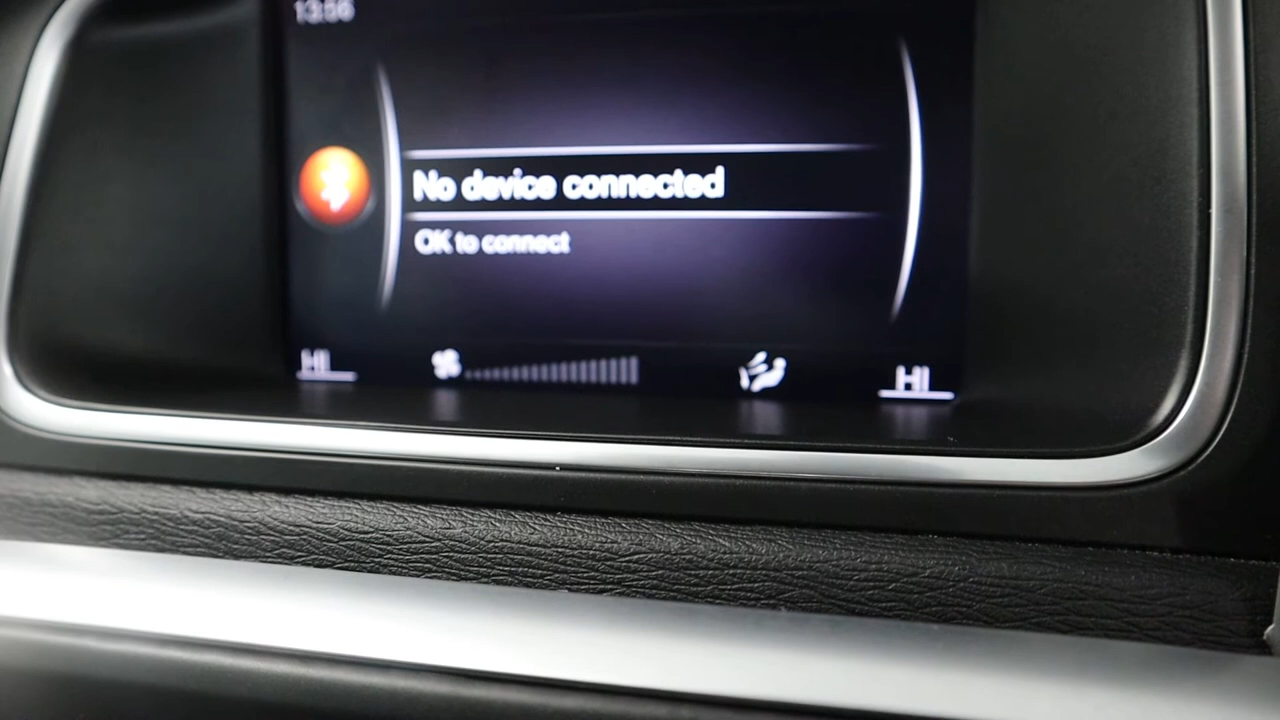 13:56
No device connected
OK to connect
HI
HI